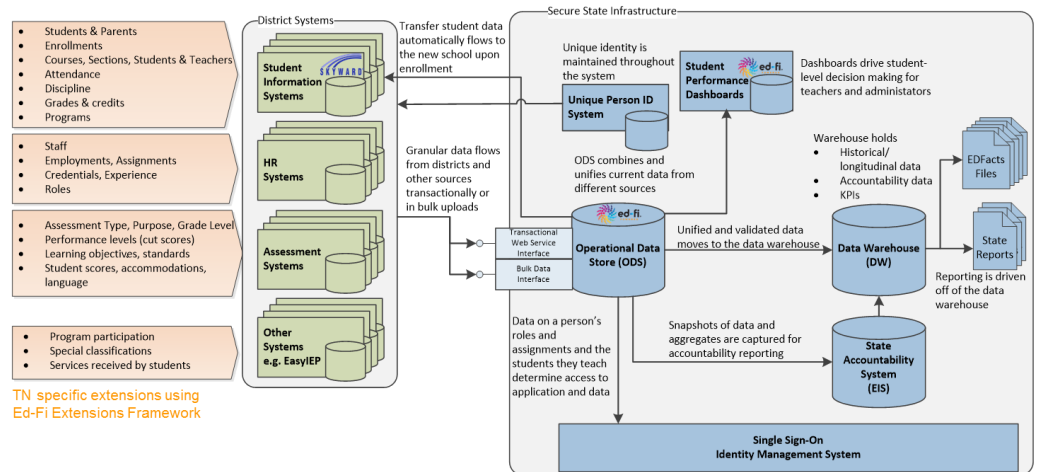 Students & Parents
Enrollments
Courses, Sections, Students & Teachers
Attendance
Discipline
Grades & credits
Programs
Staff
Employments, Assignments
Credentials, Experience
Roles
Assessment Type, Purpose, Grade Level
Performance levels (cut scores)
Learning objectives, standards
Student scores, accommodations,
language
Program participation
Special classifications
Services received by students
TN specific extensions using
Ed-Fi Extensions Framework
District Systems
Student
Information
Systems
SKYWARD
HR
Systems
Assessment
Systems
Other
Systems
e.g. EasyIEP
Transfer student data
automatically flows to
the new school upon
enrollment
Granular data flows
from districts and
other sources
transactionally or
in bulk uploads
Secure State Infrastructure
Unique identity is
maintained throughout
the system
Unique Person ID
System
Student
Performance
Dashboards
ed-fi.
Dashboards drive student-
level decision making for
teachers and administators
ODS combines and
unifies current data from
different sources
Warehouse holds
Historical/
longitudinal data
Accountability data
KPIs
EDFacts
Files
Transactional
Web Service
Interface
Bulk Data
Interface
ed-fi.
Operational Data
Store (ODS)
Unified and validated data
moves to the data warehouse
Data Warehouse
(DW)
State
Reports
Reporting is driven
off of the data
warehouse
Data on a person's
roles and
assignments and the
students they teach
determine access to
application and data
Snapshots of data and
aggregates are captured for
accountability reporting
State
Accountability
System
(EIS)
Single Sign-On
Identity Management System